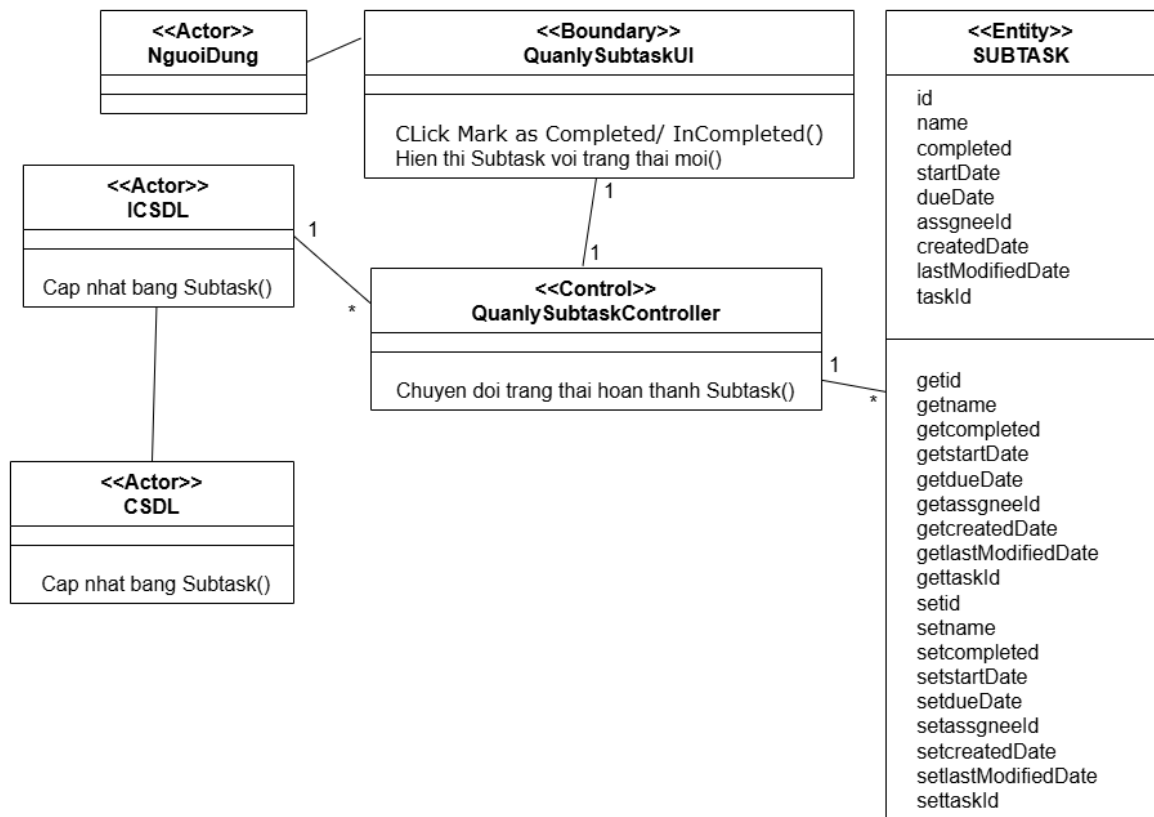 <<Actor>>
NguoiDung
<<Boundary>>
QuanlySubtaskUI
CLick Mark as Completed/ InCompleted()
Hien thi Subtask voi trang thai moi()
<<Entity>>
SUBTASK
id
name
completed
startDate
dueDate
assgneeId
createdDate
lastModifiedDate
taskId
getid
getname
getcompleted
getstartDate
getdueDate
getassgneeId
getcreatedDate
getlastModifiedDate
gettaskId
setid
setname
setcompleted
setstartDate
setdueDate
setassgneeId
setcreatedDate
setlastModifiedDate
settaskId
<<Actor>>
ICSDL
Cap nhat bang Subtask()
1
*
1
1
<<Control>>
QuanlySubtaskController
Chuyen doi trang thai hoan thanh Subtask()
1
*
<<Actor>>
CSDL
Cap nhat bang Subtask()